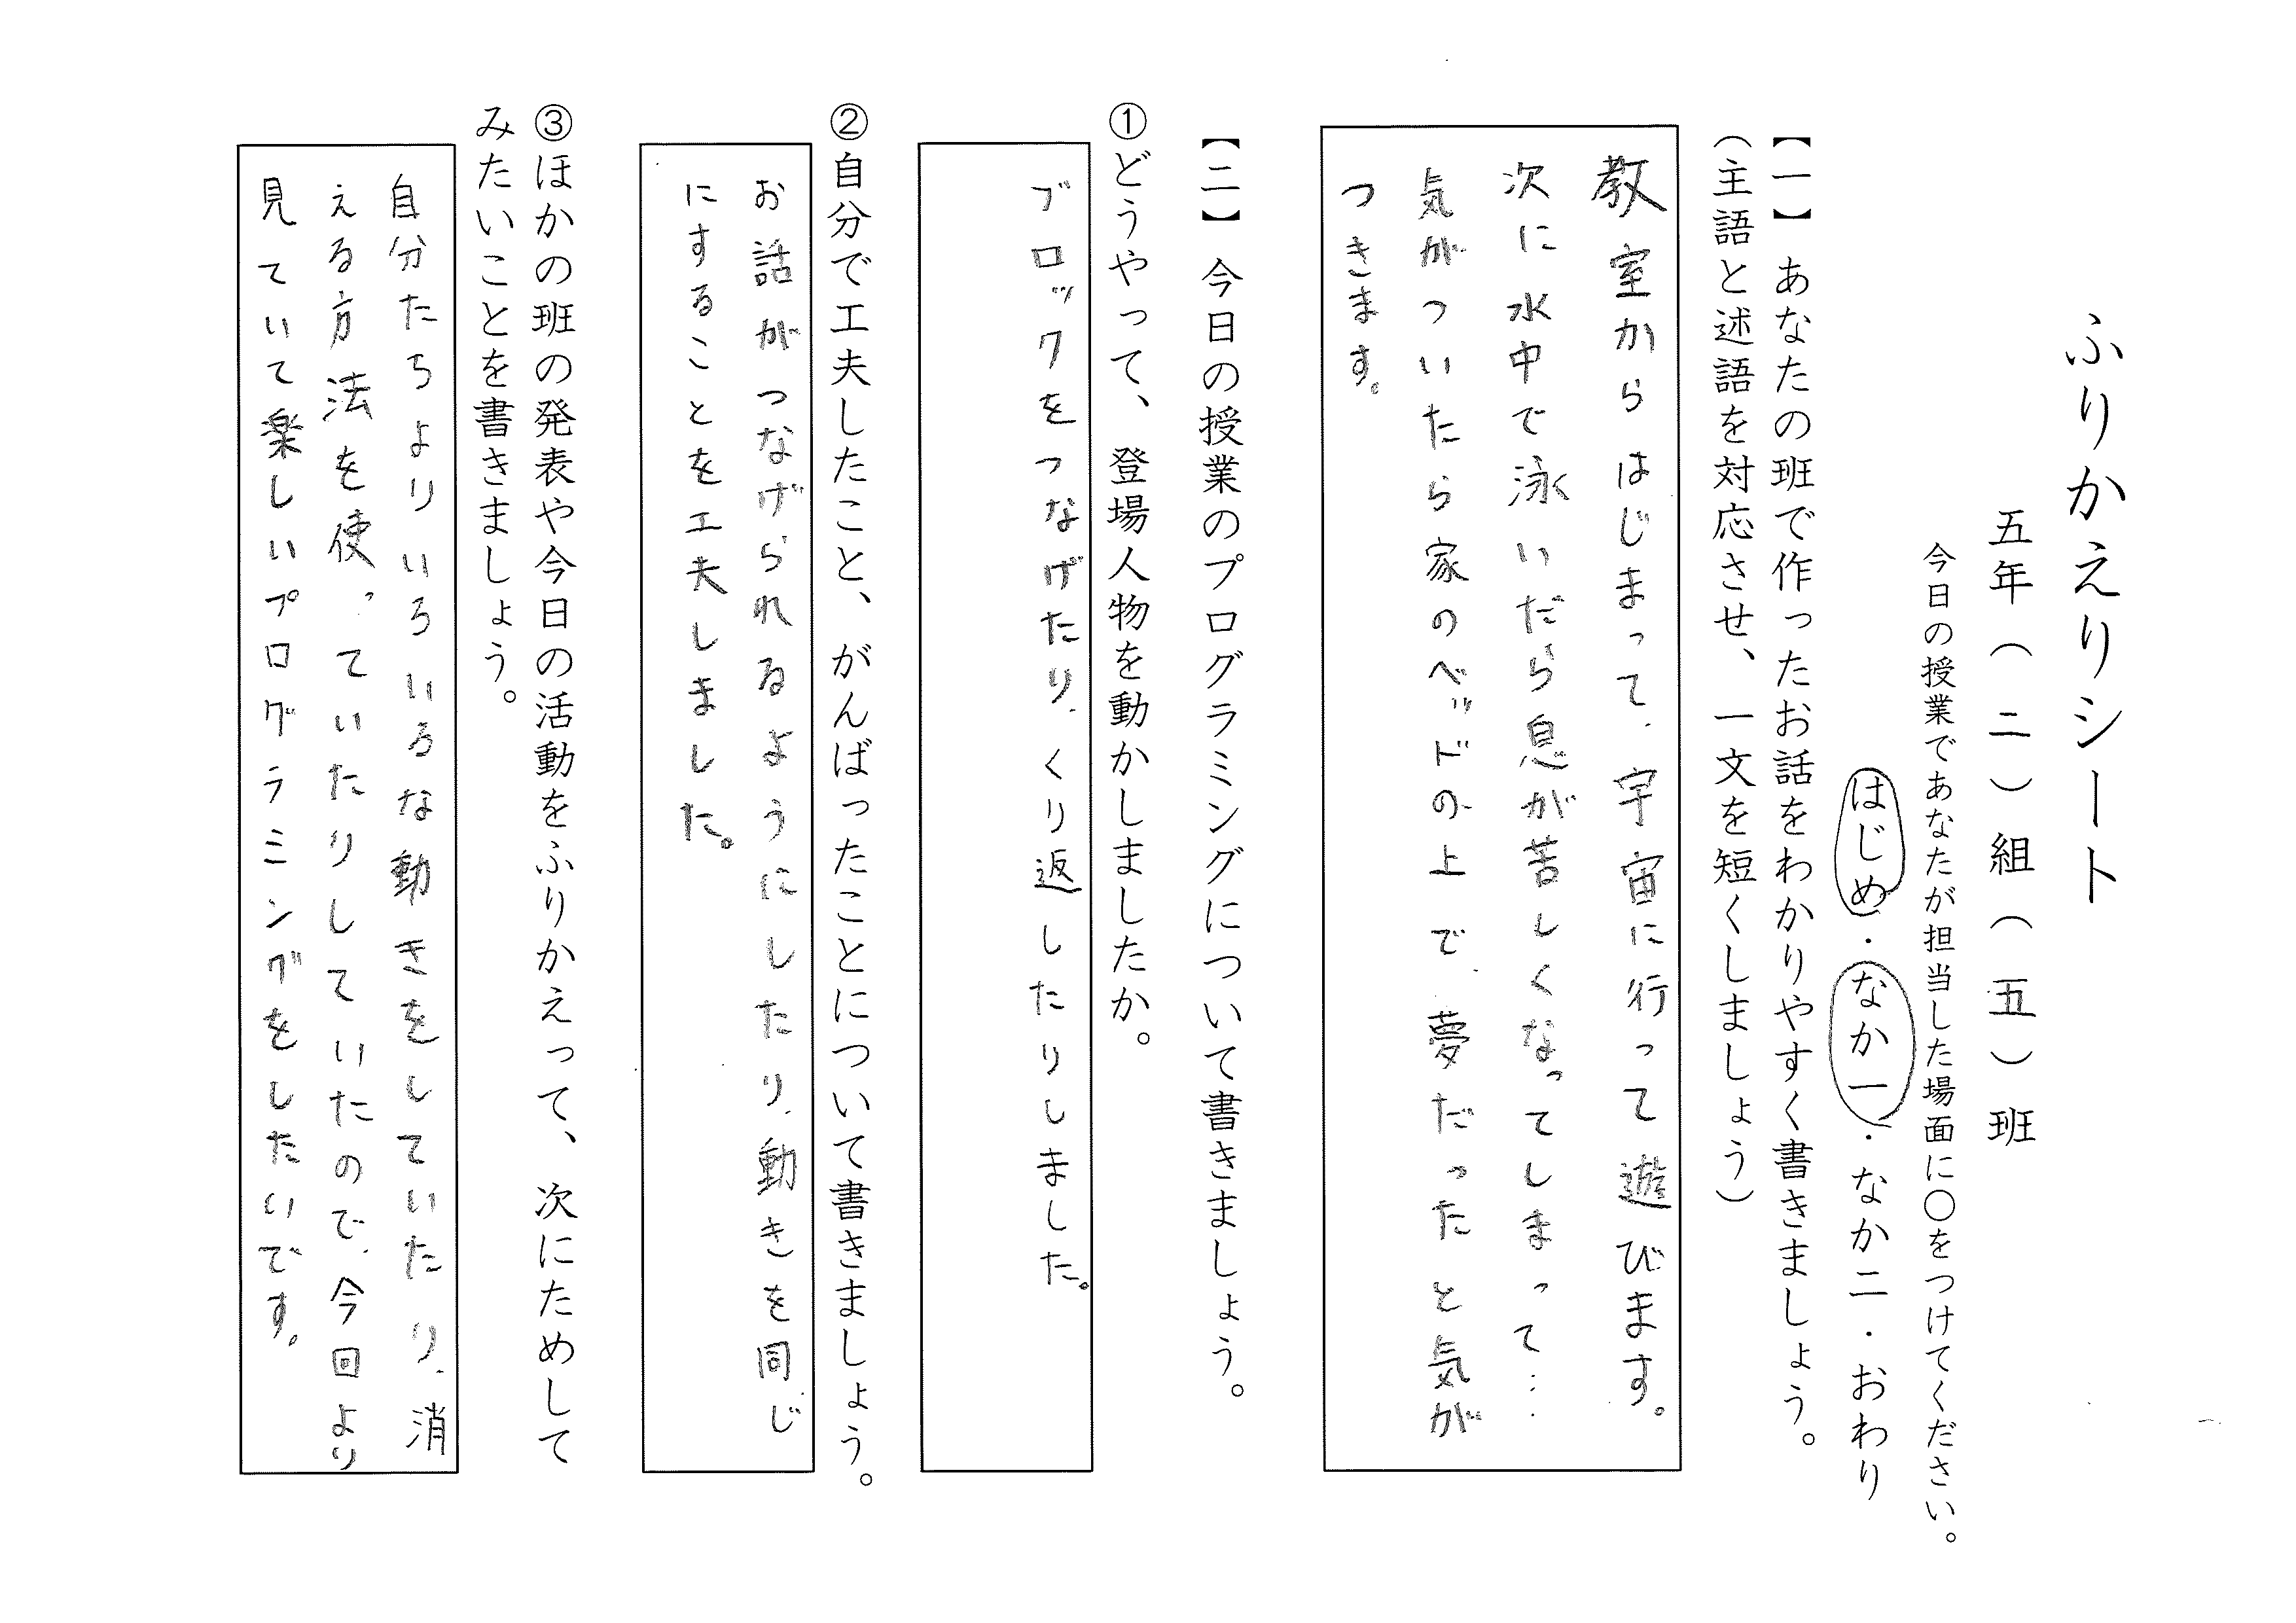 ふりかえりシート
五年（二）組（五）班
今日の授業であなたが担当した場面に〇をつけてください。
はじめ・なか一・なか二・おわり
【一】あなたの班で作ったお話をわかりやすく書きましょう。
（主語と述語を対応させ、一文を短くしましょう）
教室からはじまって、宇宙に行って遊びます。
次に水中で泳いだら息が苦しくなってしまって…
気がついたら家のベッドの上で、夢だったと気が
つきます。
【二】今日の授業のプログラミングについて書きましょう。
①どうやって、登場人物を動かしましたか。
ブロックをつなげたり、くり返したりしました。
②自分で工夫したこと、がんばったことについて書きましょう。
お話がつなげられるようにしたり、動きを同じ
にすることを工夫しました。
③ほかの班の発表や今日の活動をふりかえって、次にためして
みたいことを書きましょう。
自分たちよりいろいろな動きをしていたり、消
える方法を使っていたりしていたので、今回より
見ていて楽しいプログラミングをしたいです。